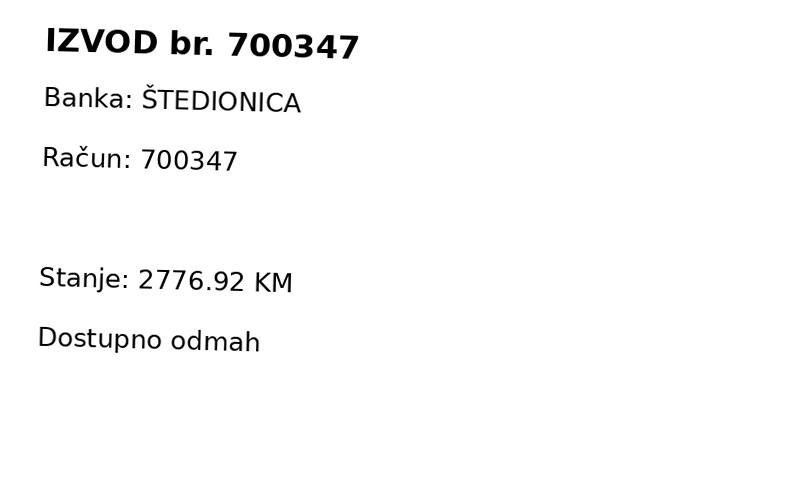 IZVOD br. 700347
Banka: ŠTEDIONICA
Račun: 700347
Stanje: 2776.92 KM
Dostupno odmah